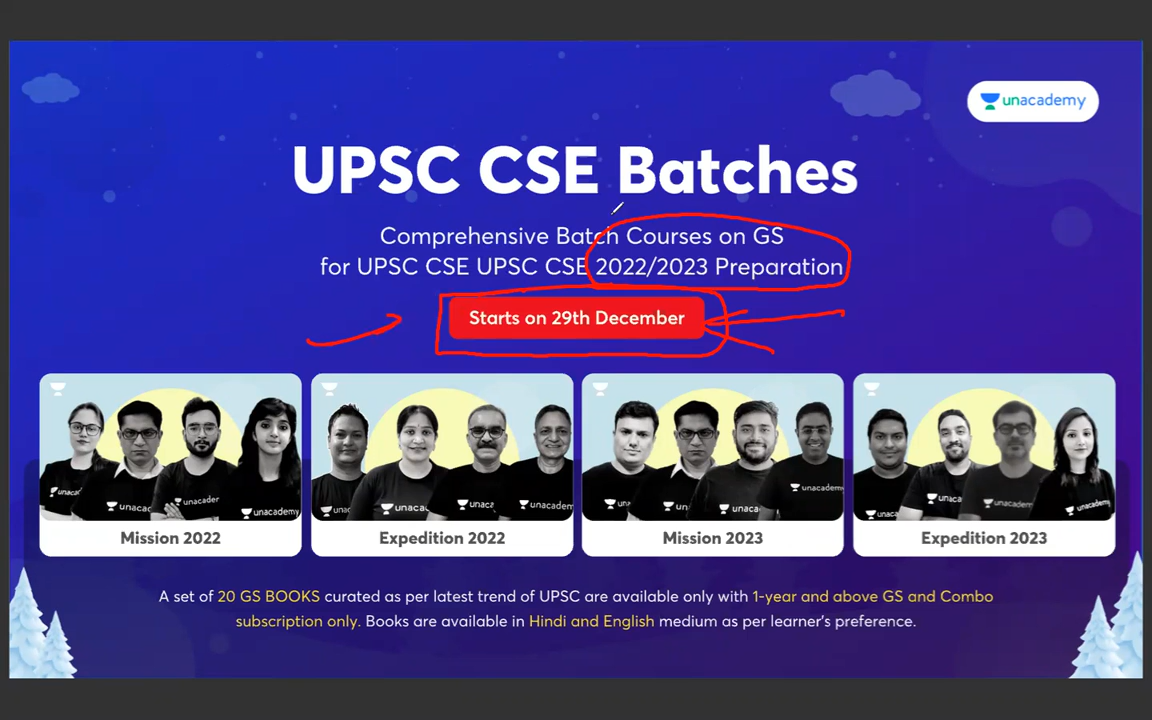 unacademy
UPSC CSE Batches
Comprehensive Batch Courses on GS
for UPSC CSE UPSC CSE 2022/2023 Preparation
Starts on 29th December
unacademy
unacademy
Mission 2022
Expedition 2022
Mission 2023
Expedition 2023
A set of 20 GS BOOKS curated as per latest trend of UPSC are available only with 1-year and above GS and Combo
subscription only. Books are available in Hindi and English medium as per learner's preference.